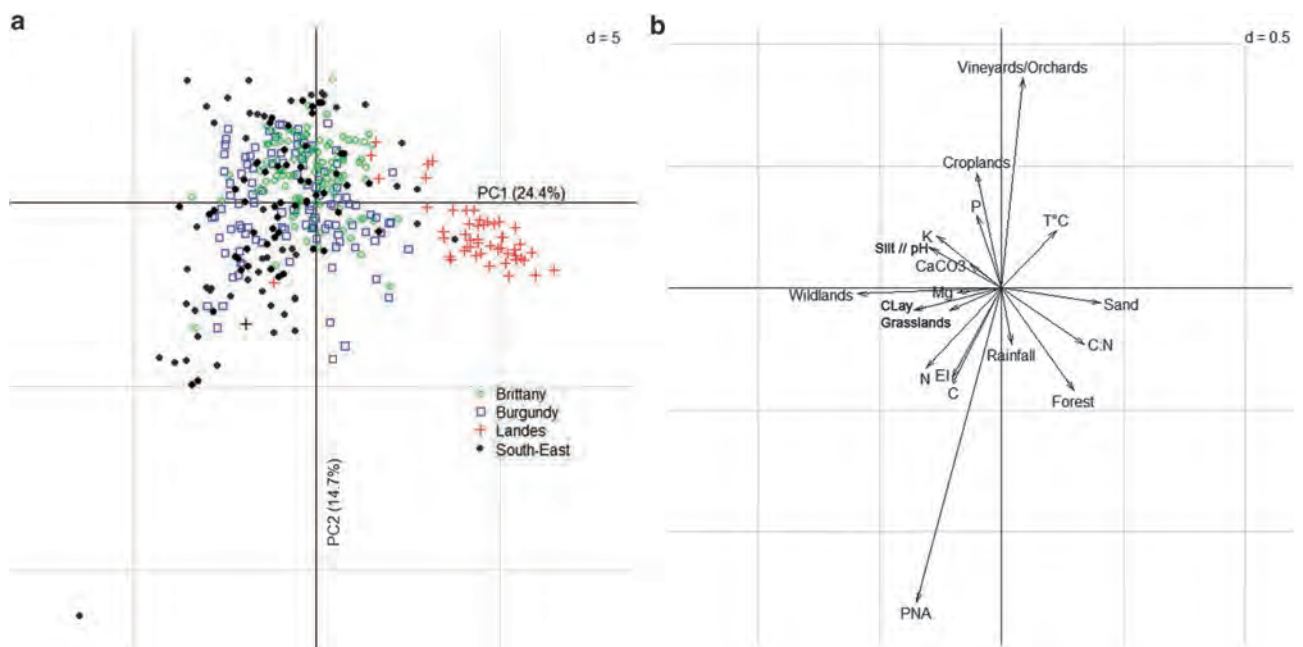 a
d = 5
PC1 (24.4%)
Brittany
Burgundy
Landes
South-East
PC2 (14.7%)
b
d = 0.5
Vineyards/Orchards
Croplands
P
T°C
K
Silt // pH
CaCO3
Wildlands
Mg
CLay
Sand
Grasslands
Rainfall
C:N
N
EI
C
Forest
PNA